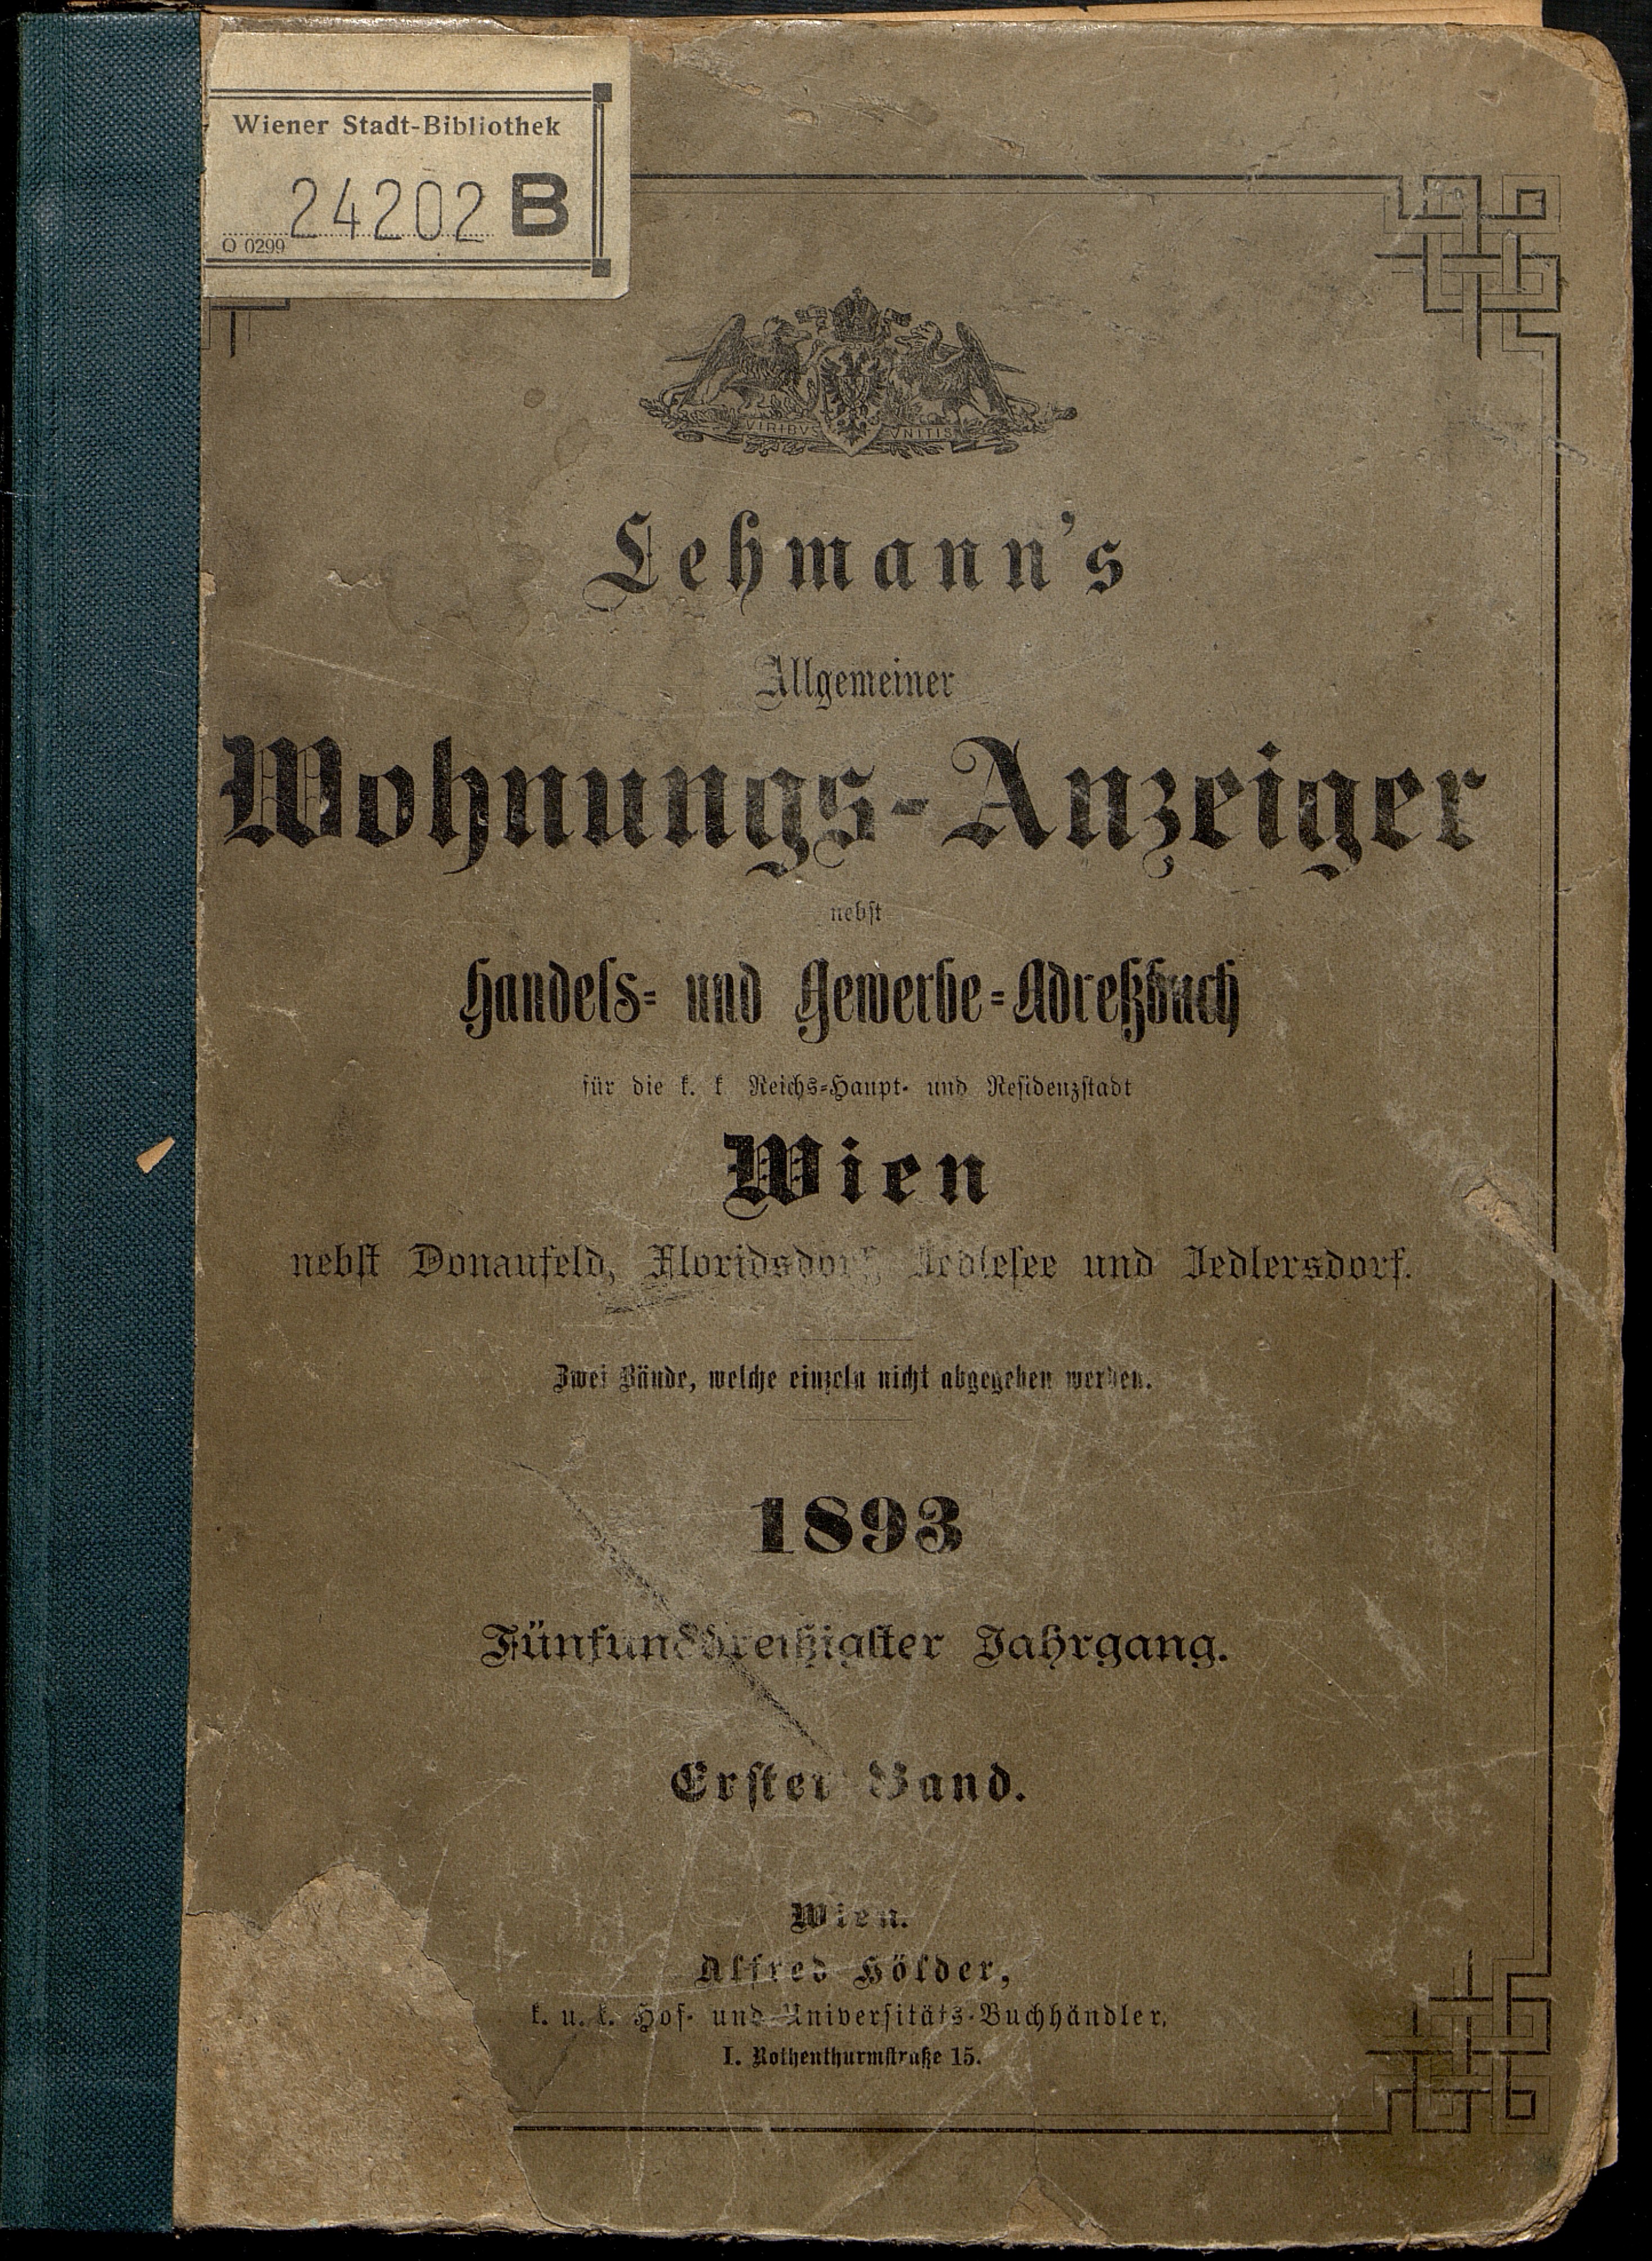 Wiener Stadt-Bibliothek
24202 B
Q 0299
VIRIBVS VNITIS
Lehmann's
Allgemeiner
Wohnungs-Anzeiger
nebst
Handels- und Gewerbe-Adreßbuch
für die k. k Reichs-Haupt- und Residenzstadt
Wien
nebst Donaufeld, Floridsdorf, Jedlesee und Jedlersdorf.
Zwei Bände, welche einzeln nicht abgegeben werden.
1893
Fünfunddreißigster Jahrgang.
Erster Band.
Wien.
Alfred Hölder,
k. u. k. Hof- und Universitäts-Buchhändler,
I. Rothenthurmstraße 15.